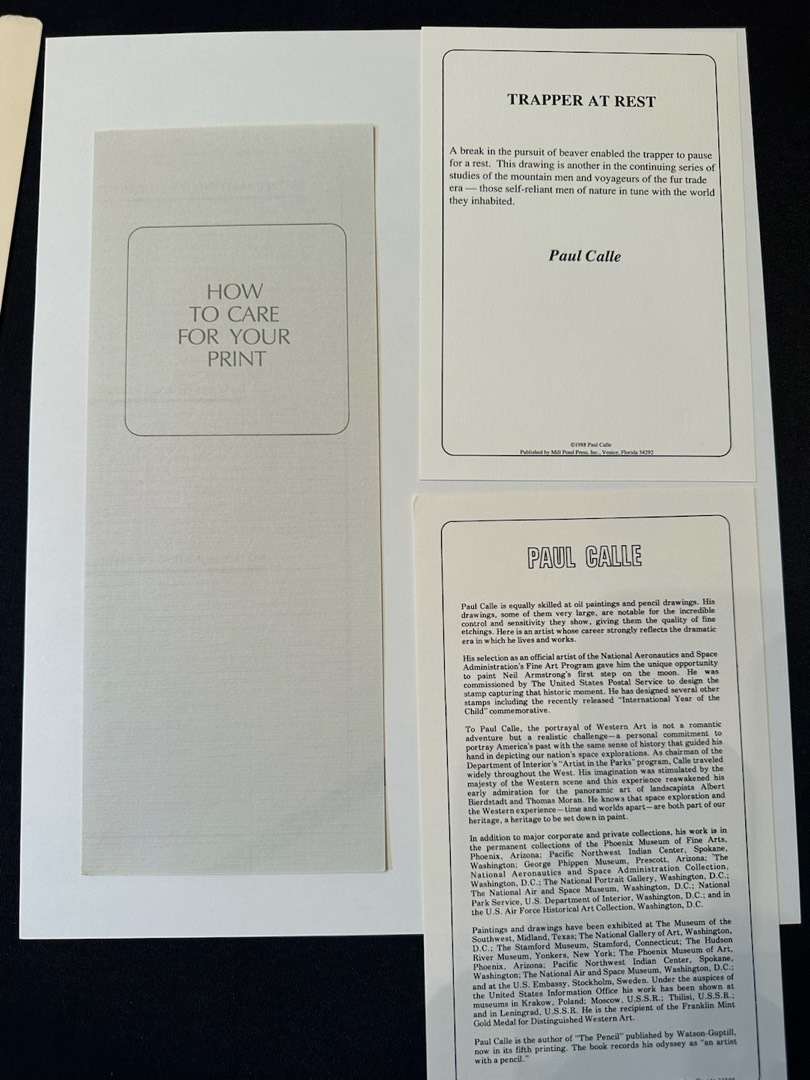 HOW
TO CARE
FOR YOUR
PRINT
TRAPPER AT REST
A break in the pursuit of beaver enabled the trapper to pause
for a rest. This drawing is another in the continuing series of
studies of the mountain men and voyageurs of the fur trade
era — those self-reliant men of nature in tune with the world
they inhabited.
Paul Calle
©1988 Paul Calle
Published by Mill Pond Press, Inc., Venice, Florida 34292
PAUL CALLE
Paul Calle is equally skilled at oil paintings and pencil drawings. His
drawings, some of them very large, are notable for the incredible
control and sensitivity they show, giving them the quality of fine
etchings. Here is an artist whose career strongly reflects the dramatic
era in which he lives and works.
His selection as an official artist of the National Aeronautics and Space
Administration's Fine Art Program gave him the unique opportunity
to paint Neil Armstrong's first step on the moon. He was
commissioned by The United States Postal Service to design the
stamp capturing that historic moment. He has designed several other
stamps including the recently released "International Year of the
Child" commemorative.
To Paul Calle, the portrayal of Western Art is not a romantic
adventure but a realistic challenge—a personal commitment to
portray America's past with the same sense of history that guided his
hand in depicting our nation's space explorations. As chairman of the
Department of Interior's "Artist in the Parks" program, Calle traveled
widely throughout the West. His imagination was stimulated by the
majesty of the Western scene and this experience reawakened his
early admiration for the panoramic art of landscapists Albert
Bierdstadt and Thomas Moran. He knows that space exploration and
the Western experience—time and worlds apart—are both part of our
heritage, a heritage to be set down in paint.
In addition to major corporate and private collections, his work is in
the permanent collections of the Phoenix Museum of Fine Arts,
Phoenix, Arizona; Pacific Northwest Indian Center, Spokane,
Washington; George Phippen Museum, Prescott, Arizona; The
National Aeronautics and Space Administration Collection,
Washington, D.C.; The National Portrait Gallery, Washington, D.C.;
The National Air and Space Museum, Washington, D.C.; National
Park Service, U.S. Department of Interior, Washington, D.C.; and in
the U.S. Air Force Historical Art Collection, Washington, D.C.
Paintings and drawings have been exhibited at The Museum of the
Southwest, Midland, Texas; The National Gallery of Art, Washington,
D.C.; The Stamford Museum, Stamford, Connecticut; The Hudson
River Museum, Yonkers, New York; The Phoenix Museum of Art,
Phoenix, Arizona; Pacific Northwest Indian Center, Spokane,
Washington; The National Air and Space Museum, Washington, D.C.;
and at the U.S. Embassy, Stockholm, Sweden. Under the auspices of
the United States Information Office his work has been shown at
museums in Krakow, Poland; Moscow, U.S.S.R.; Tbilisi, U.S.S.R.;
and in Leningrad, U.S.S.R. He is the recipient of the Franklin Mint
Gold Medal for Distinguished Western Art.
Paul Calle is the author of "The Pencil" published by Watson-Guptill,
now in its fifth printing. The book records his odyssey as "an artist
with a pencil."